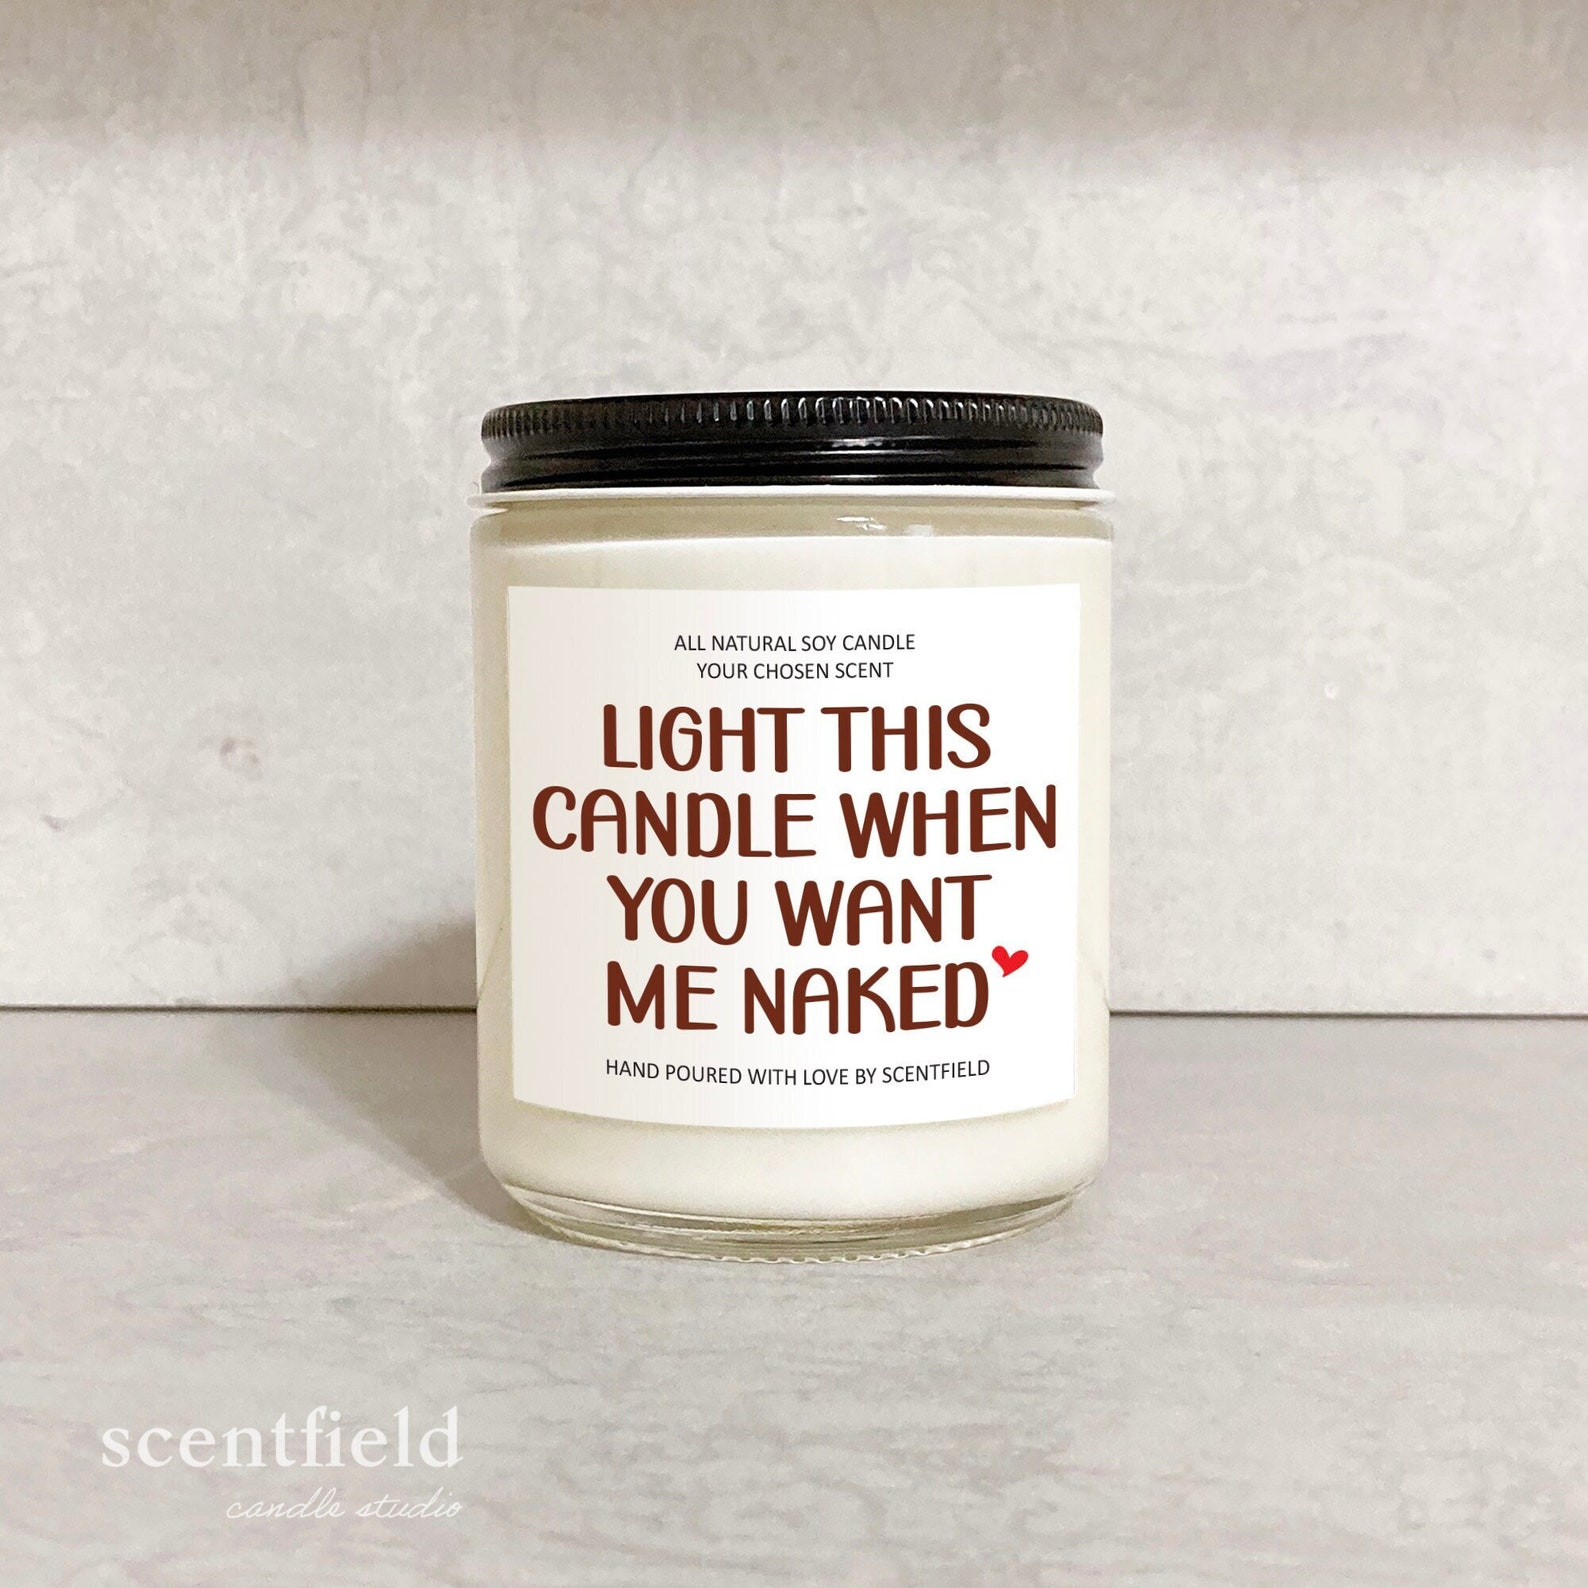 ALL NATURAL SOY CANDLE
YOUR CHOSEN SCENT
LIGHT THIS
CANDLE WHEN
YOU WANT
ME NAKED
HAND POURED WITH LOVE BY SCENTFIELD
scentfield
candle studio